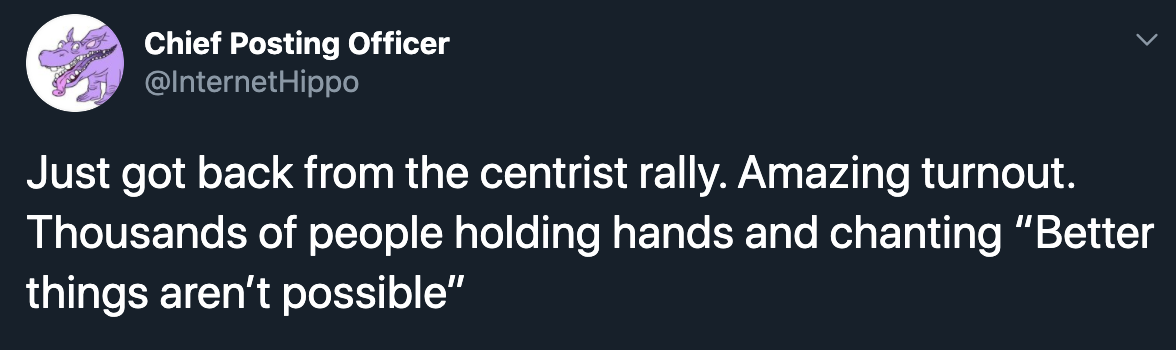 Chief Posting Officer
@InternetHippo
Just got back from the centrist rally. Amazing turnout.
Thousands of people holding hands and chanting “Better
things aren’t possible”